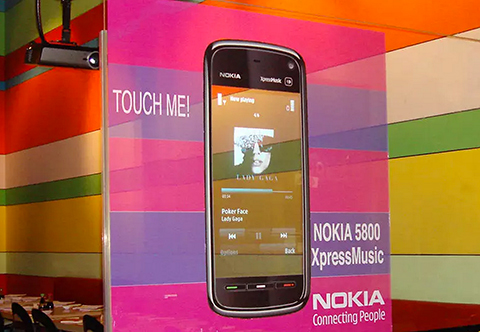 TOUCH ME!
NOKIA
XpressMusic
Now playing
LADY GAGA
Poker Face
Lady Gaga
Options
Back
NOKIA 5800
XpressMusic
NOKIA
Connecting People